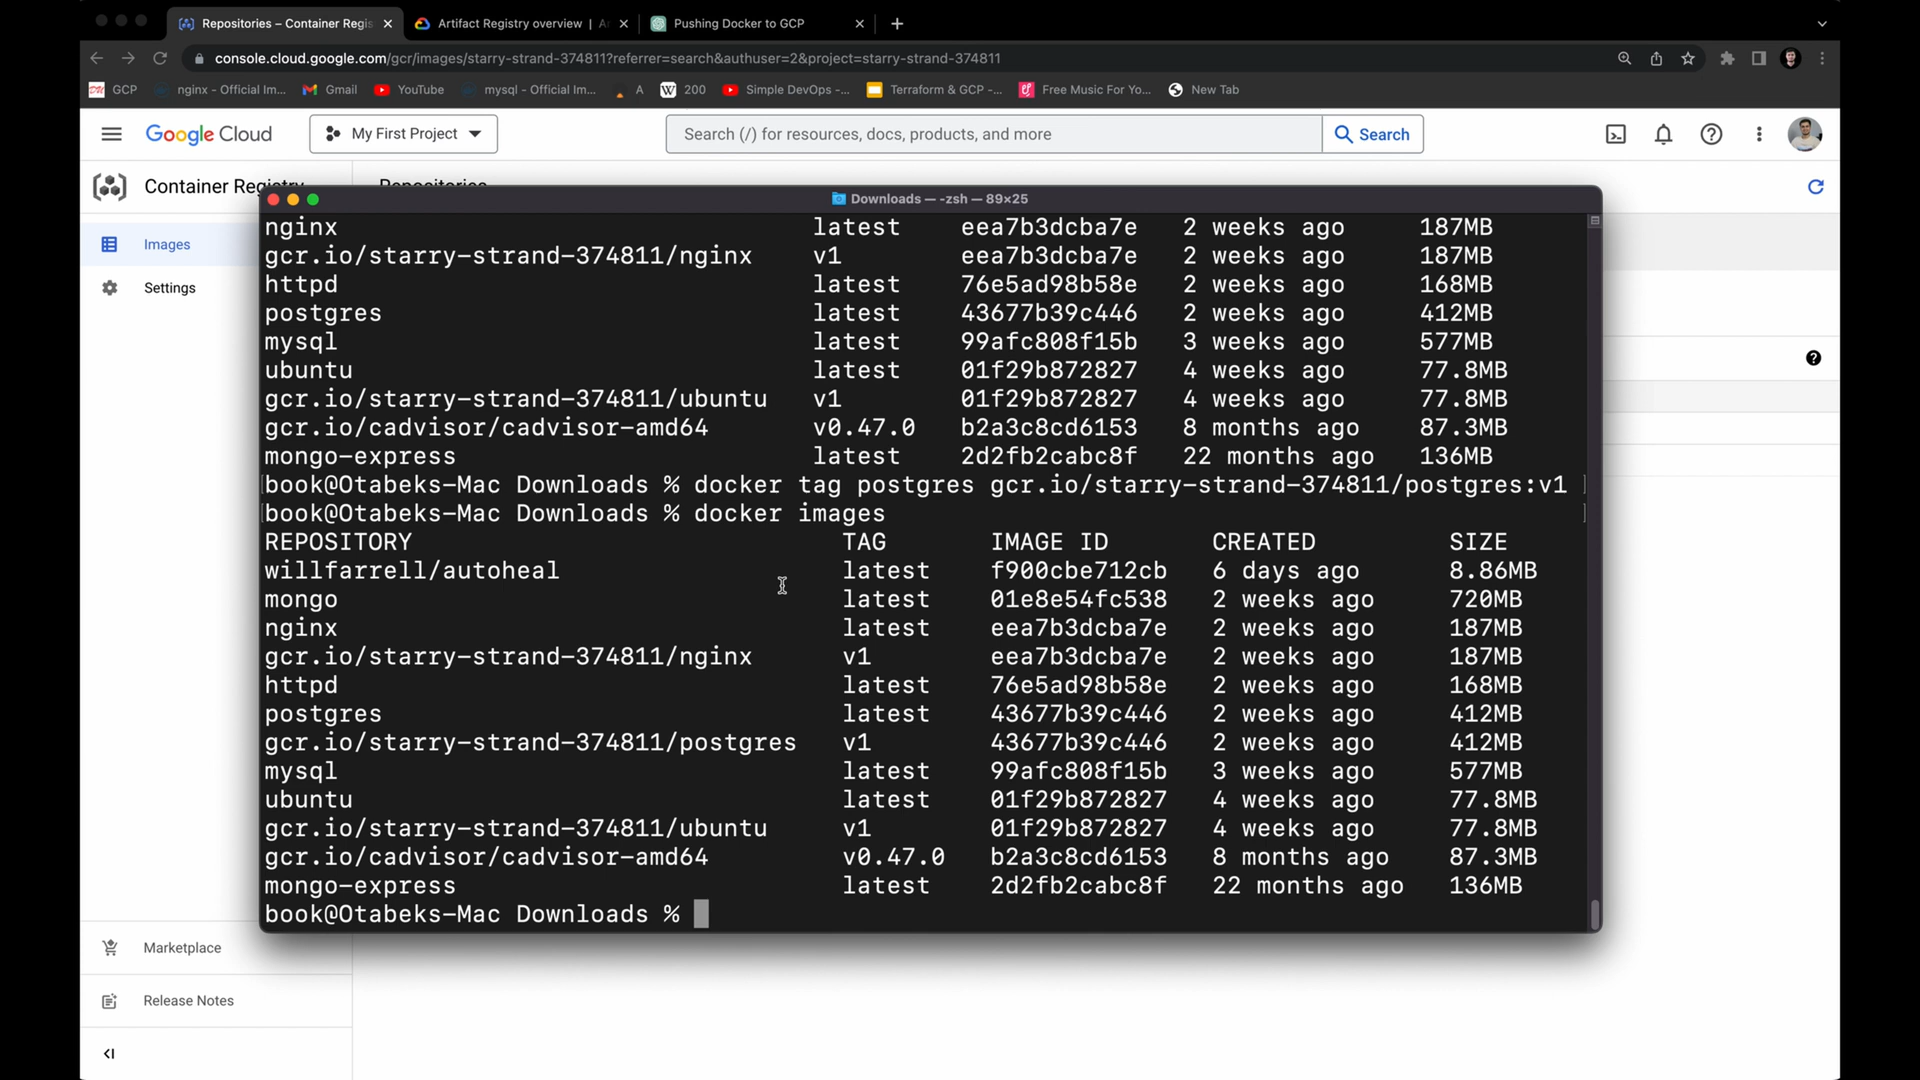 Repositories – Container Regis
Artifact Registry overview | Ar
Pushing Docker to GCP
console.cloud.google.com/gcr/images/starry-strand-374811?referrer=search&authuser=2&project=starry-strand-374811
GCP
nginx - Official Im...
Gmail
YouTube
mysql - Official Im...
A
200
Simple DevOps -...
Terraform & GCP -...
Free Music For Yo...
New Tab
Google Cloud
My First Project
Search (/) for resources, docs, products, and more
Search
Container Registry
Repositories
Images
Settings
Marketplace
Release Notes
Downloads — -zsh — 89×25
nginx latest eea7b3dcba7e 2 weeks ago 187MB
gcr.io/starry-strand-374811/nginx v1 eea7b3dcba7e 2 weeks ago 187MB
httpd latest 76e5ad98b58e 2 weeks ago 168MB
postgres latest 43677b39c446 2 weeks ago 412MB
mysql latest 99afc808f15b 3 weeks ago 577MB
ubuntu latest 01f29b872827 4 weeks ago 77.8MB
gcr.io/starry-strand-374811/ubuntu v1 01f29b872827 4 weeks ago 77.8MB
gcr.io/cadvisor/cadvisor-amd64 v0.47.0 b2a3c8cd6153 8 months ago 87.3MB
mongo-express latest 2d2fb2cabc8f 22 months ago 136MB
[book@Otabeks-Mac Downloads % docker tag postgres gcr.io/starry-strand-374811/postgres:v1 ]
[book@Otabeks-Mac Downloads % docker images ]
REPOSITORY TAG IMAGE ID CREATED SIZE
willfarrell/autoheal latest f900cbe712cb 6 days ago 8.86MB
mongo latest 01e8e54fc538 2 weeks ago 720MB
nginx latest eea7b3dcba7e 2 weeks ago 187MB
gcr.io/starry-strand-374811/nginx v1 eea7b3dcba7e 2 weeks ago 187MB
httpd latest 76e5ad98b58e 2 weeks ago 168MB
postgres latest 43677b39c446 2 weeks ago 412MB
gcr.io/starry-strand-374811/postgres v1 43677b39c446 2 weeks ago 412MB
mysql latest 99afc808f15b 3 weeks ago 577MB
ubuntu latest 01f29b872827 4 weeks ago 77.8MB
gcr.io/starry-strand-374811/ubuntu v1 01f29b872827 4 weeks ago 77.8MB
gcr.io/cadvisor/cadvisor-amd64 v0.47.0 b2a3c8cd6153 8 months ago 87.3MB
mongo-express latest 2d2fb2cabc8f 22 months ago 136MB
book@Otabeks-Mac Downloads %